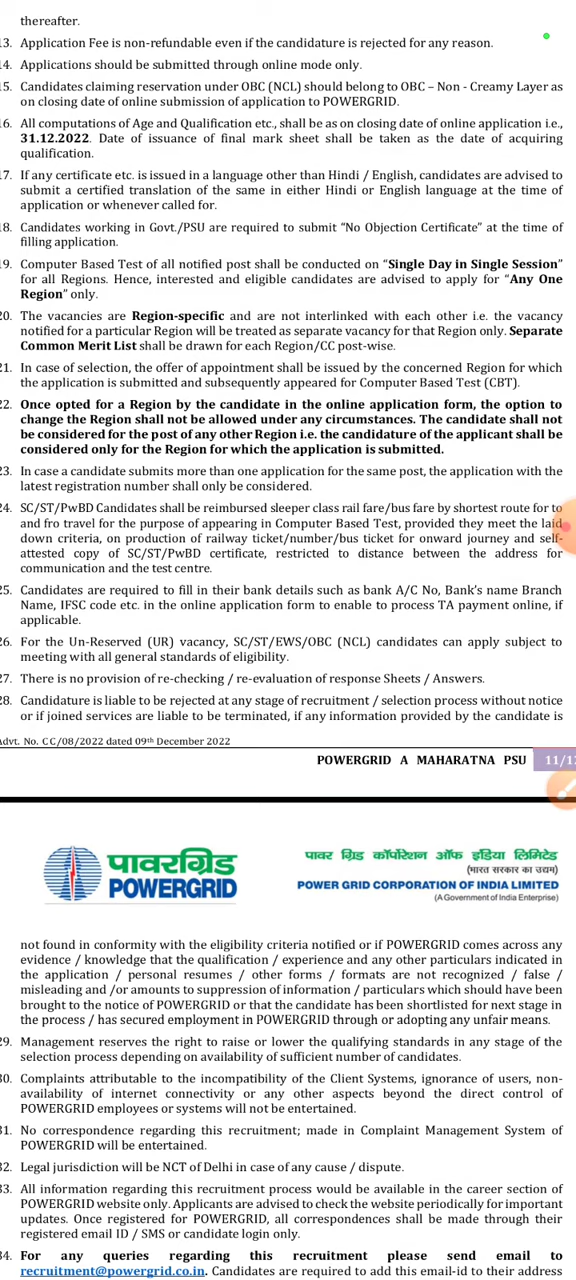 thereafter.
13. Application Fee is non-refundable even if the candidature is rejected for any reason.
14. Applications should be submitted through online mode only.
15. Candidates claiming reservation under OBC (NCL) should belong to OBC – Non - Creamy Layer as
on closing date of online submission of application to POWERGRID.
16. All computations of Age and Qualification etc., shall be as on closing date of online application i.e.,
31.12.2022. Date of issuance of final mark sheet shall be taken as the date of acquiring
qualification.
17. If any certificate etc. is issued in a language other than Hindi / English, candidates are advised to
submit a certified translation of the same in either Hindi or English language at the time of
application or whenever called for.
18. Candidates working in Govt./PSU are required to submit “No Objection Certificate” at the time of
filling application.
19. Computer Based Test of all notified post shall be conducted on “Single Day in Single Session”
for all Regions. Hence, interested and eligible candidates are advised to apply for “Any One
Region” only.
20. The vacancies are Region-specific and are not interlinked with each other i.e. the vacancy
notified for a particular Region will be treated as separate vacancy for that Region only. Separate
Common Merit List shall be drawn for each Region/CC post-wise.
21. In case of selection, the offer of appointment shall be issued by the concerned Region for which
the application is submitted and subsequently appeared for Computer Based Test (CBT).
22. Once opted for a Region by the candidate in the online application form, the option to
change the Region shall not be allowed under any circumstances. The candidate shall not
be considered for the post of any other Region i.e. the candidature of the applicant shall be
considered only for the Region for which the application is submitted.
23. In case a candidate submits more than one application for the same post, the application with the
latest registration number shall only be considered.
24. SC/ST/PwBD Candidates shall be reimbursed sleeper class rail fare/bus fare by shortest route for to
and fro travel for the purpose of appearing in Computer Based Test, provided they meet the laid
down criteria, on production of railway ticket/number/bus ticket for onward journey and self-
attested copy of SC/ST/PwBD certificate, restricted to distance between the address for
communication and the test centre.
25. Candidates are required to fill in their bank details such as bank A/C No, Bank’s name Branch
Name, IFSC code etc. in the online application form to enable to process TA payment online, if
applicable.
26. For the Un-Reserved (UR) vacancy, SC/ST/EWS/OBC (NCL) candidates can apply subject to
meeting with all general standards of eligibility.
27. There is no provision of re-checking / re-evaluation of response Sheets / Answers.
28. Candidature is liable to be rejected at any stage of recruitment / selection process without notice
or if joined services are liable to be terminated, if any information provided by the candidate is
Advt. No. CC/08/2022 dated 09th December 2022
POWERGRID A MAHARATNA PSU 11/1
पावरग्रिड
POWERGRID
पावर ग्रिड कॉर्पोरेशन ऑफ इंडिया लिमिटेड
(भारत सरकार का उद्यम)
POWER GRID CORPORATION OF INDIA LIMITED
(A Government of India Enterprise)
not found in conformity with the eligibility criteria notified or if POWERGRID comes across any
evidence / knowledge that the qualification / experience and any other particulars indicated in
the application / personal resumes / other forms / formats are not recognized / false /
misleading and /or amounts to suppression of information / particulars which should have been
brought to the notice of POWERGRID or that the candidate has been shortlisted for next stage in
the process / has secured employment in POWERGRID through or adopting any unfair means.
29. Management reserves the right to raise or lower the qualifying standards in any stage of the
selection process depending on availability of sufficient number of candidates.
30. Complaints attributable to the incompatibility of the Client Systems, ignorance of users, non-
availability of internet connectivity or any other aspects beyond the direct control of
POWERGRID employees or systems will not be entertained.
31. No correspondence regarding this recruitment; made in Complaint Management System of
POWERGRID will be entertained.
32. Legal jurisdiction will be NCT of Delhi in case of any cause / dispute.
33. All information regarding this recruitment process would be available in the career section of
POWERGRID website only. Applicants are advised to check the website periodically for important
updates. Once registered for POWERGRID, all correspondences shall be made through their
registered email ID / SMS or candidate login only.
34. For any queries regarding this recruitment please send email to
recruitment@powergrid.co.in. Candidates are required to add this email-id to their address